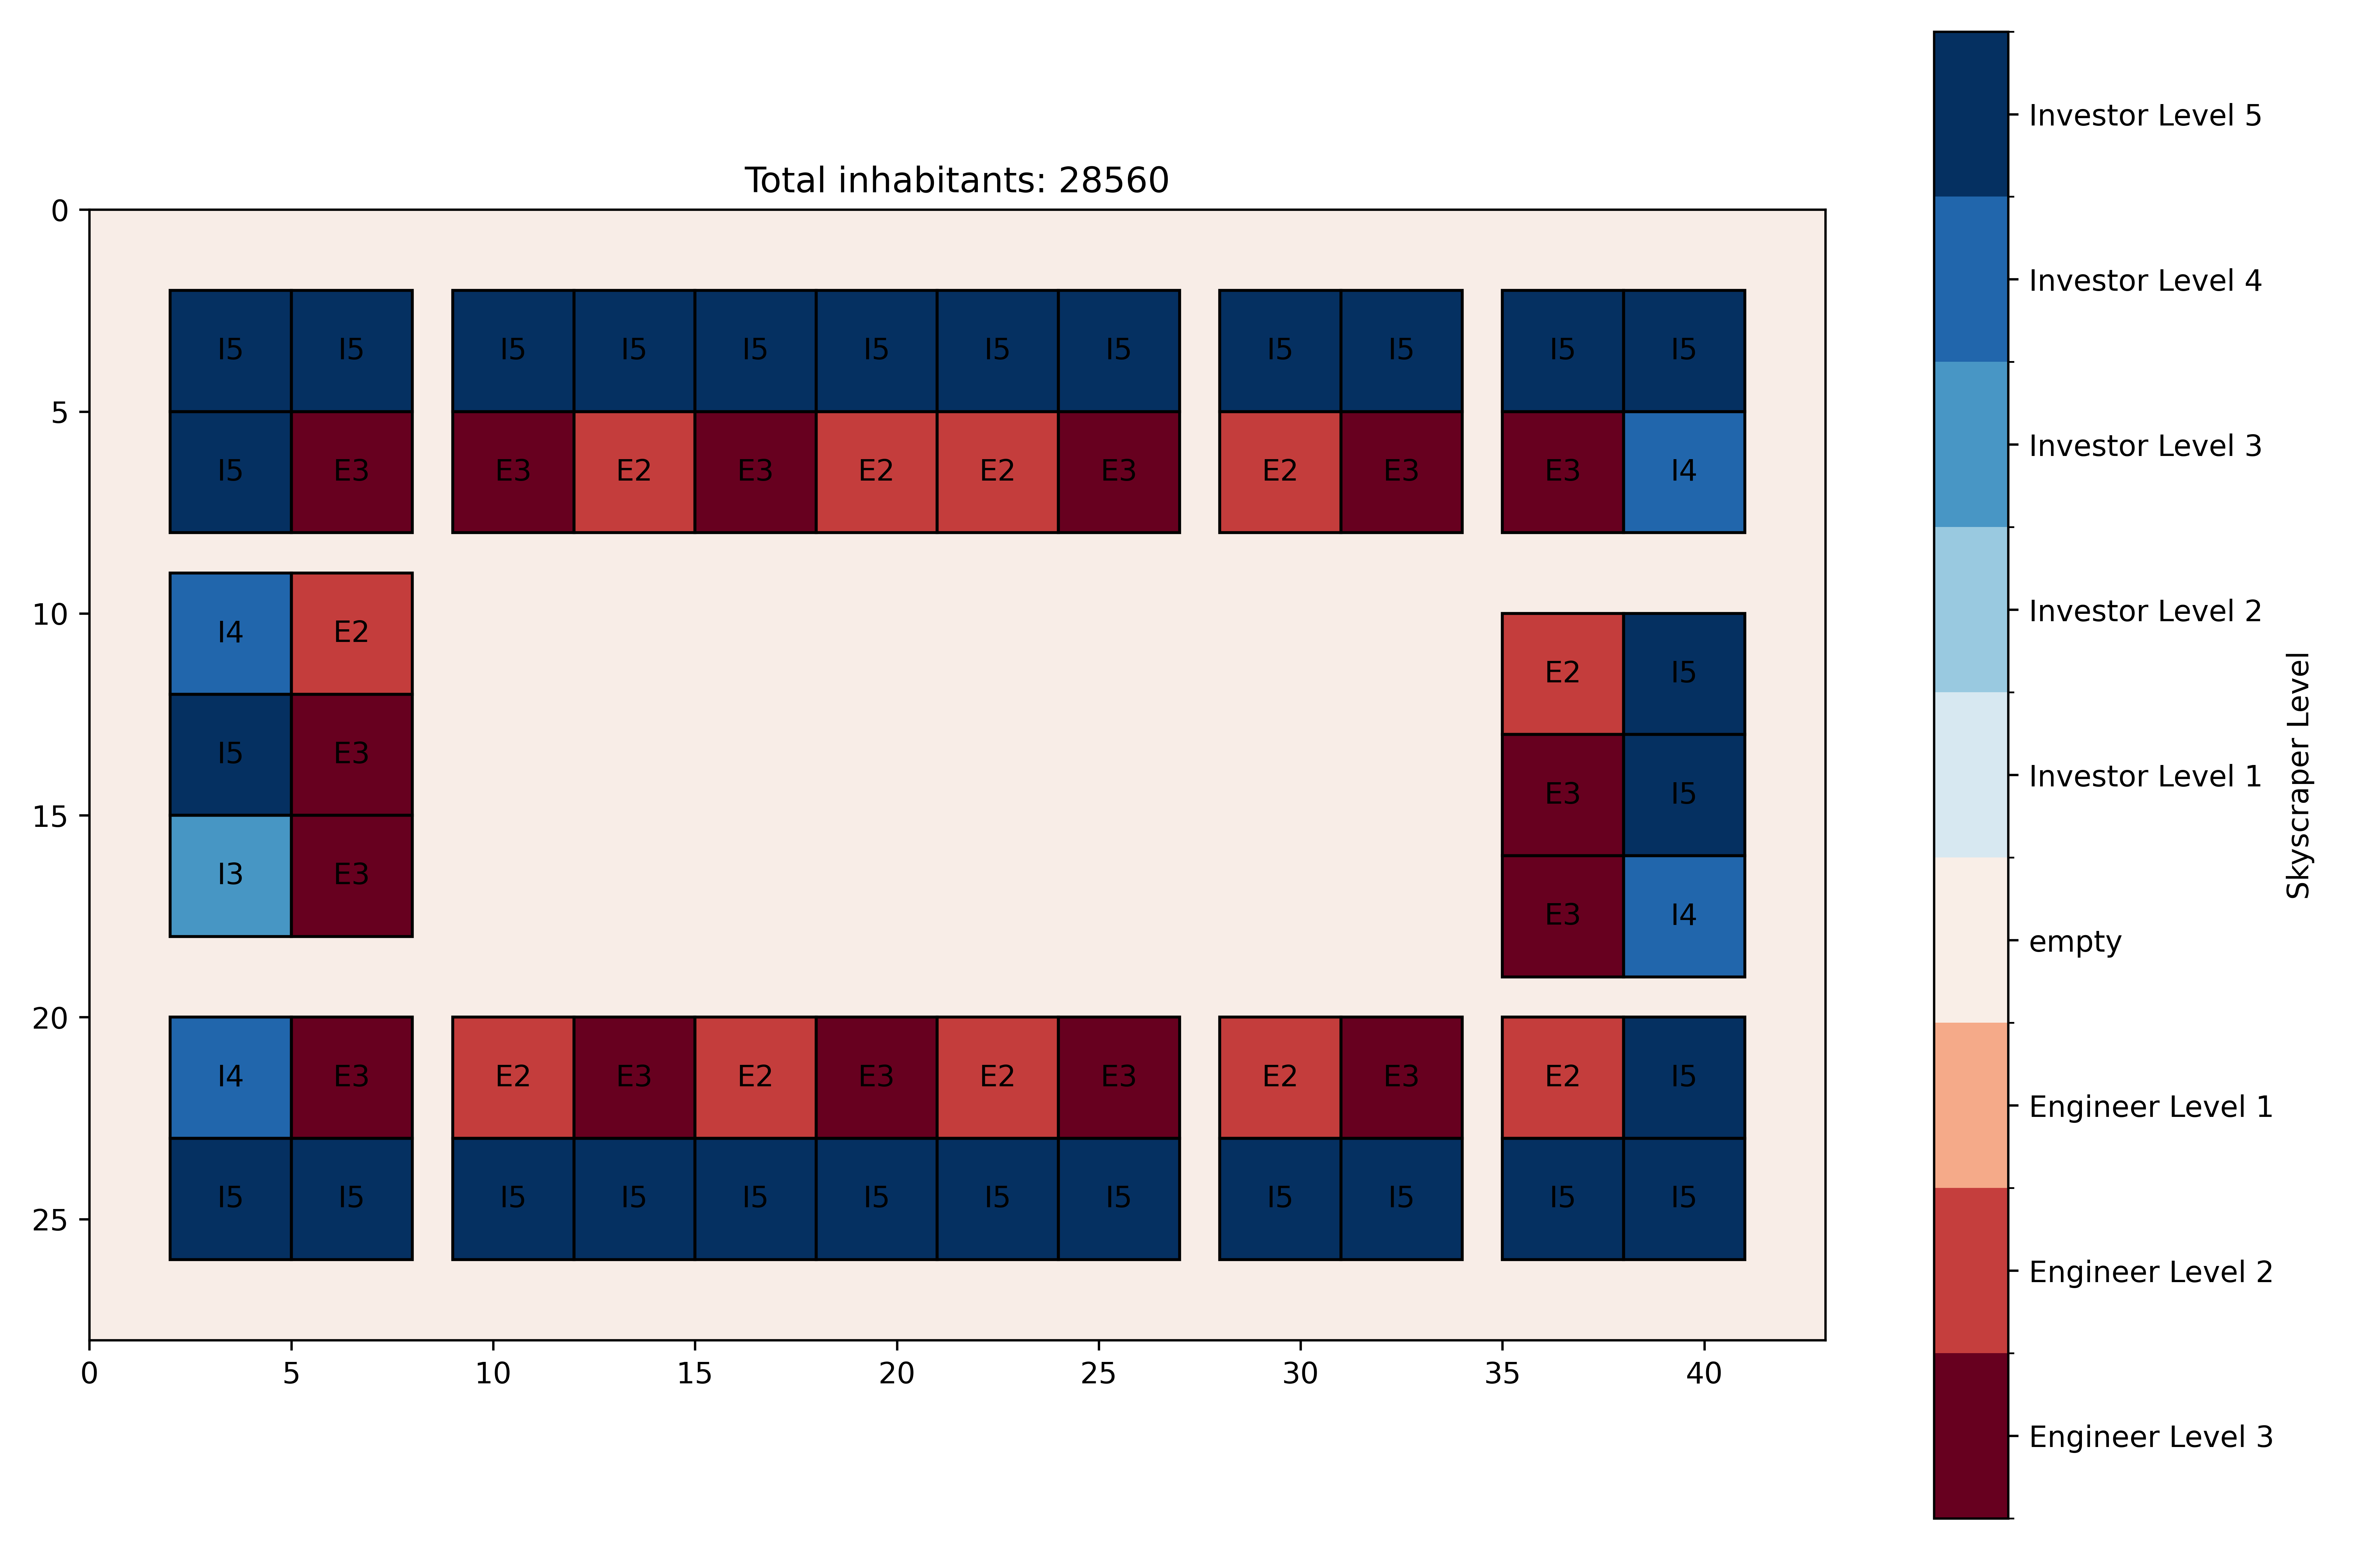 Total inhabitants: 28560
0
5
10
15
20
25
I5 I5 I5 I5 I5 I5 I5 I5 I5 I5 I5 I5
I5 E3 E3 E2 E3 E2 E2 E3 E2 E3 E3 I4
I4 E2
E2 I5
I5 E3
E3 I5
I3 E3
E3 I4
I4 E3 E2 E3 E2 E3 E2 E3 E2 E3 E2 I5
I5 I5 I5 I5 I5 I5 I5 I5 I5 I5 I5 I5
0 5 10 15 20 25 30 35 40
Investor Level 5
Investor Level 4
Investor Level 3
Investor Level 2
Investor Level 1
empty
Engineer Level 1
Engineer Level 2
Engineer Level 3
Skyscraper Level